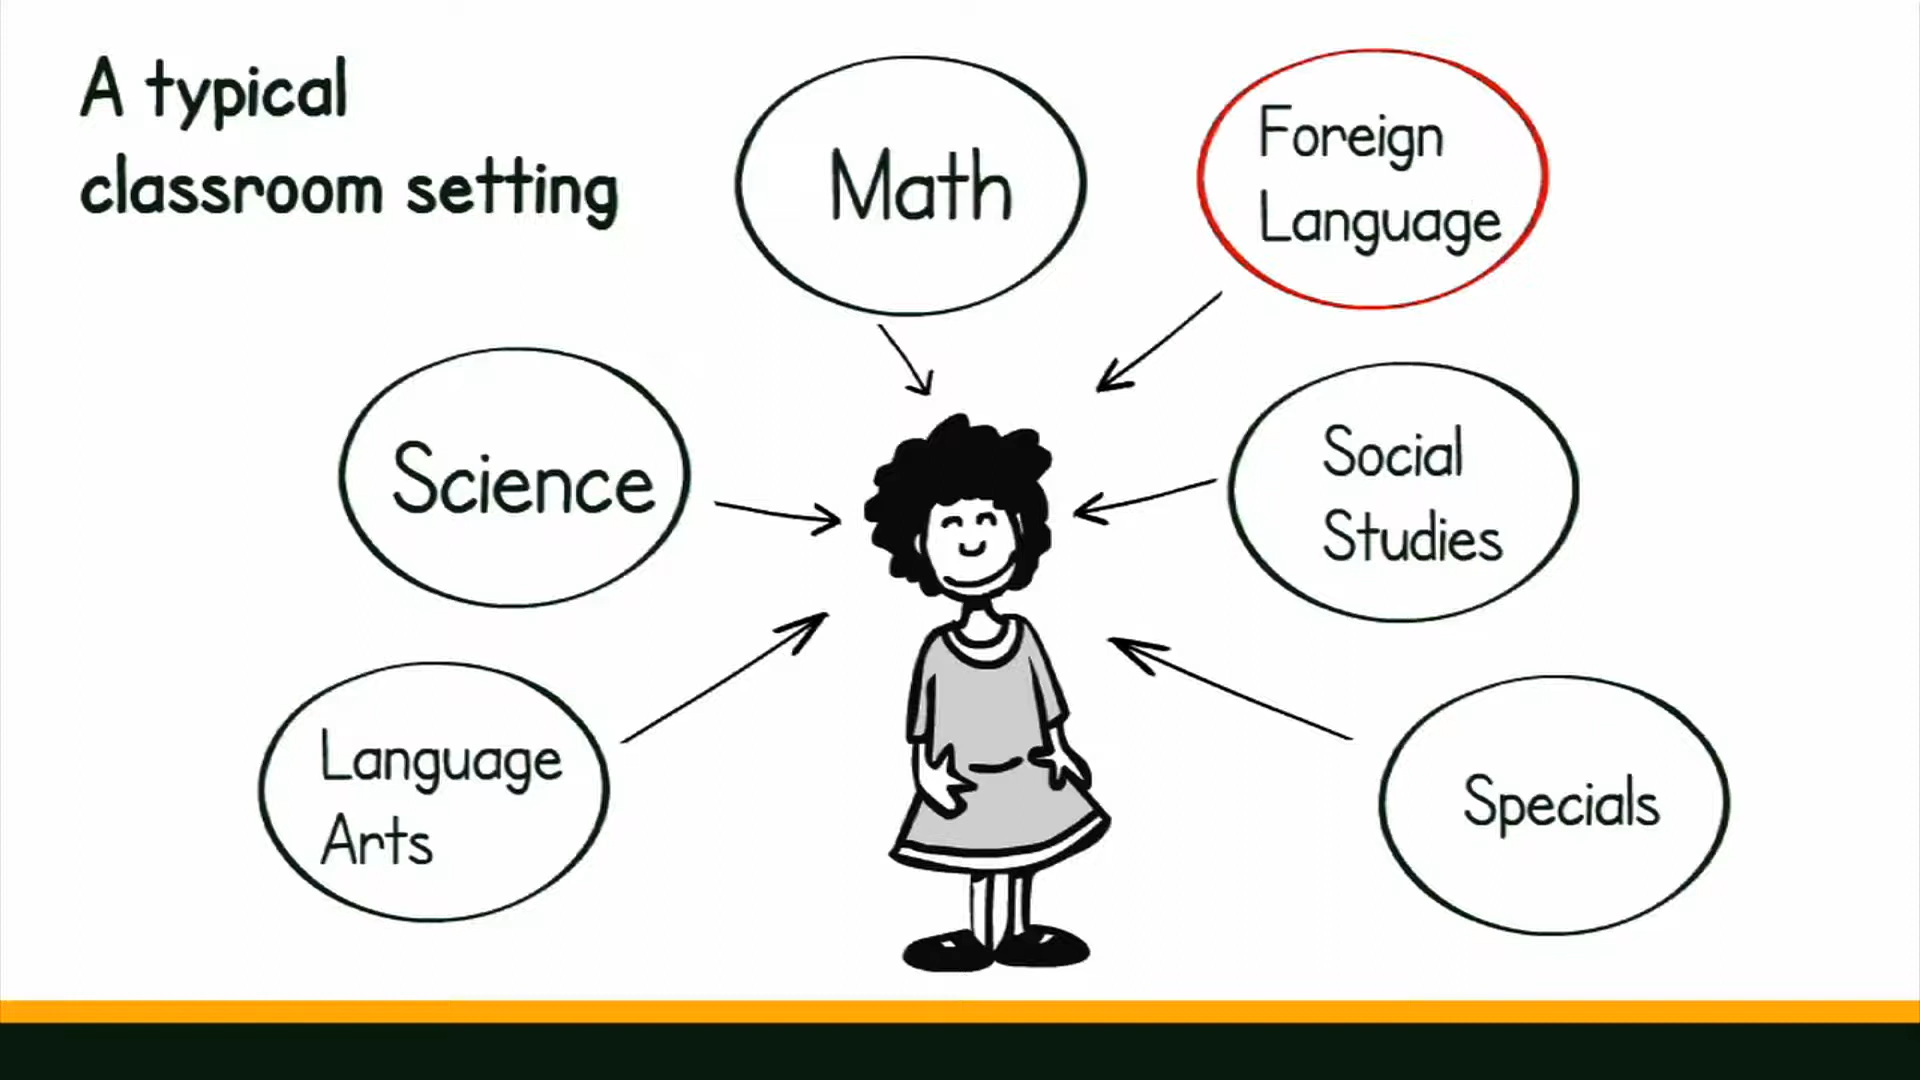 A typical
classroom setting
Math
Foreign
Language
Science
Social
Studies
Language
Arts
Specials